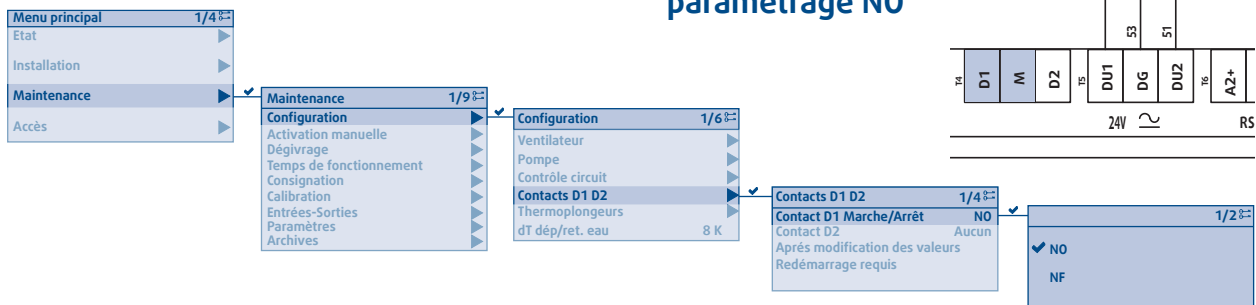 paramétrage NO
Menu principal 1/4
Etat
Installation
Maintenance
Accès
Maintenance 1/9
Configuration
Activation manuelle
Dégivrage
Temps de fonctionnement
Consignation
Calibration
Entrées-Sorties
Paramètres
Archives
Configuration 1/6
Ventilateur
Pompe
Contrôle circuit
Contacts D1 D2
Thermoplongeurs
dT dép/ret. eau 8 K
Contacts D1 D2 1/4
Contact D1 Marche/Arrêt NO
Contact D2 Aucun
Aprés modification des valeurs
Redémarrage requis
1/2
NO
NF
53 51
T4 D1 M D2 T5 DU1 DG DU2 T6 A2+
24V RS